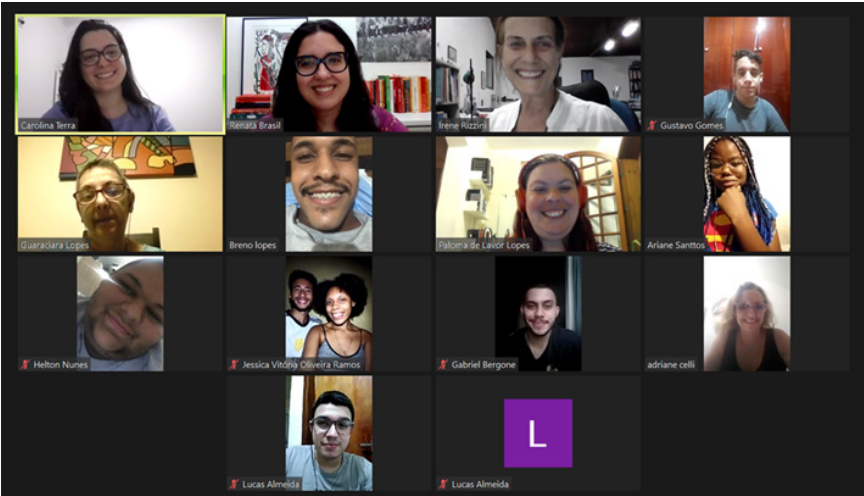 Carolina Terra
Renata Brasil
Irene Rizzini
Gustavo Gomes
Guaraciara Lopes
Breno lopes
Paloma de Lavor Lopes
Ariane Santtos
Helton Nunes
Jessica Vitória Oliveira Ramos
Gabriel Bergone
adriane celli
Lucas Almeida
L
Lucas Almeida